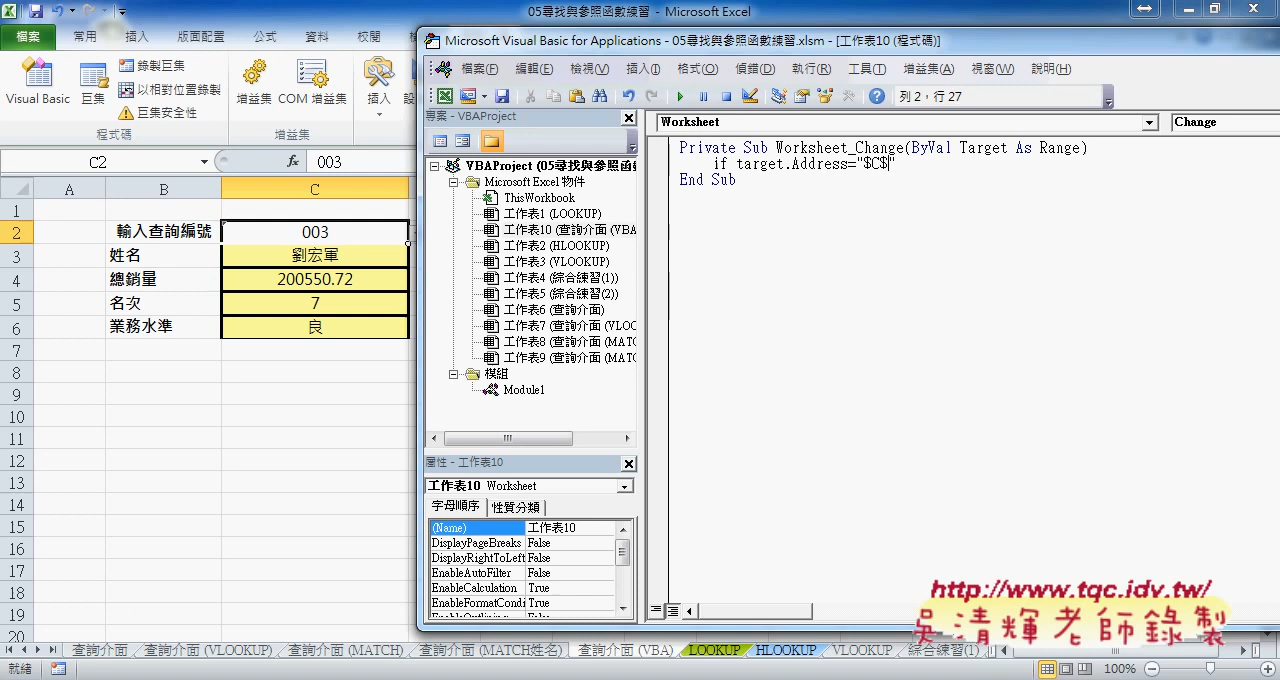 05尋找與參照函數練習 - Microsoft Excel
檔案 常用 插入 版面配置 公式 資料 校閱
Visual Basic 巨集 錄製巨集
以相對位置錄製
巨集安全性
程式碼
增益集 COM 增益集
增益集
插入
C2 fx 003
A B C
1
2 輸入查詢編號 003
3 姓名 劉宏軍
4 總銷量 200550.72
5 名次 7
6 業務水準 良
7
8
9
10
11
12
13
14
15
16
17
18
19
20
查詢介面 查詢介面 (VLOOKUP) 查詢介面 (MATCH) 查詢介面 (MATCH姓名) 查詢介面 (VBA) LOOKUP HLOOKUP VLOOKUP 綜合練習(1)
就緒 100%
Microsoft Visual Basic for Applications - 05尋找與參照函數練習.xlsm - [工作表10 (程式碼)]
檔案(F) 編輯(E) 檢視(V) 插入(I) 格式(O) 偵錯(D) 執行(R) 工具(T) 增益集(A) 視窗(W) 說明(H)
列 2，行 27
專案 - VBAProject
VBAProject (05尋找與參照函
Microsoft Excel 物件
ThisWorkbook
工作表1 (LOOKUP)
工作表10 (查詢介面 (VBA
工作表2 (HLOOKUP)
工作表3 (VLOOKUP)
工作表4 (綜合練習(1))
工作表5 (綜合練習(2))
工作表6 (查詢介面)
工作表7 (查詢介面 (VLOO
工作表8 (查詢介面 (MATC
工作表9 (查詢介面 (MATC
模組
Module1
屬性 - 工作表10
工作表10 Worksheet
字母順序 性質分類
(Name) 工作表10
DisplayPageBreaks False
DisplayRightToLeft False
EnableAutoFilter False
EnableCalculation True
EnableFormatCondi True
Worksheet Change
Private Sub Worksheet_Change(ByVal Target As Range)
if target.Address="$C$"
End Sub
http://www.tqc.idv.tw/
吳清輝老師錄製